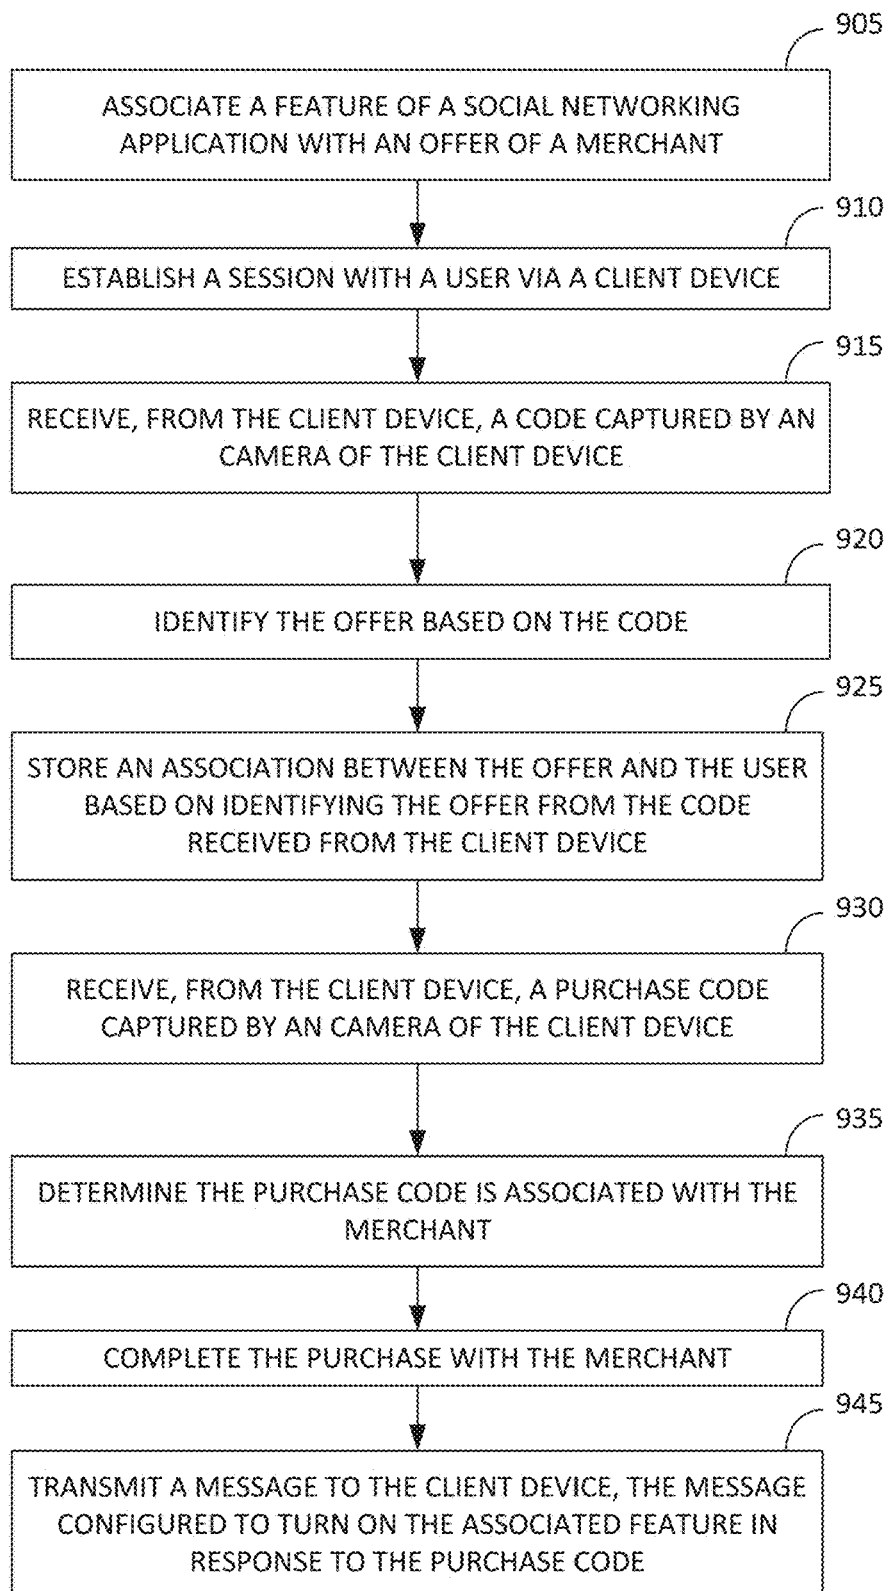 905
ASSOCIATE A FEATURE OF A SOCIAL NETWORKING
APPLICATION WITH AN OFFER OF A MERCHANT
910
ESTABLISH A SESSION WITH A USER VIA A CLIENT DEVICE
915
RECEIVE, FROM THE CLIENT DEVICE, A CODE CAPTURED BY AN
CAMERA OF THE CLIENT DEVICE
920
IDENTIFY THE OFFER BASED ON THE CODE
925
STORE AN ASSOCIATION BETWEEN THE OFFER AND THE USER
BASED ON IDENTIFYING THE OFFER FROM THE CODE
RECEIVED FROM THE CLIENT DEVICE
930
RECEIVE, FROM THE CLIENT DEVICE, A PURCHASE CODE
CAPTURED BY AN CAMERA OF THE CLIENT DEVICE
935
DETERMINE THE PURCHASE CODE IS ASSOCIATED WITH THE
MERCHANT
940
COMPLETE THE PURCHASE WITH THE MERCHANT
945
TRANSMIT A MESSAGE TO THE CLIENT DEVICE, THE MESSAGE
CONFIGURED TO TURN ON THE ASSOCIATED FEATURE IN
RESPONSE TO THE PURCHASE CODE